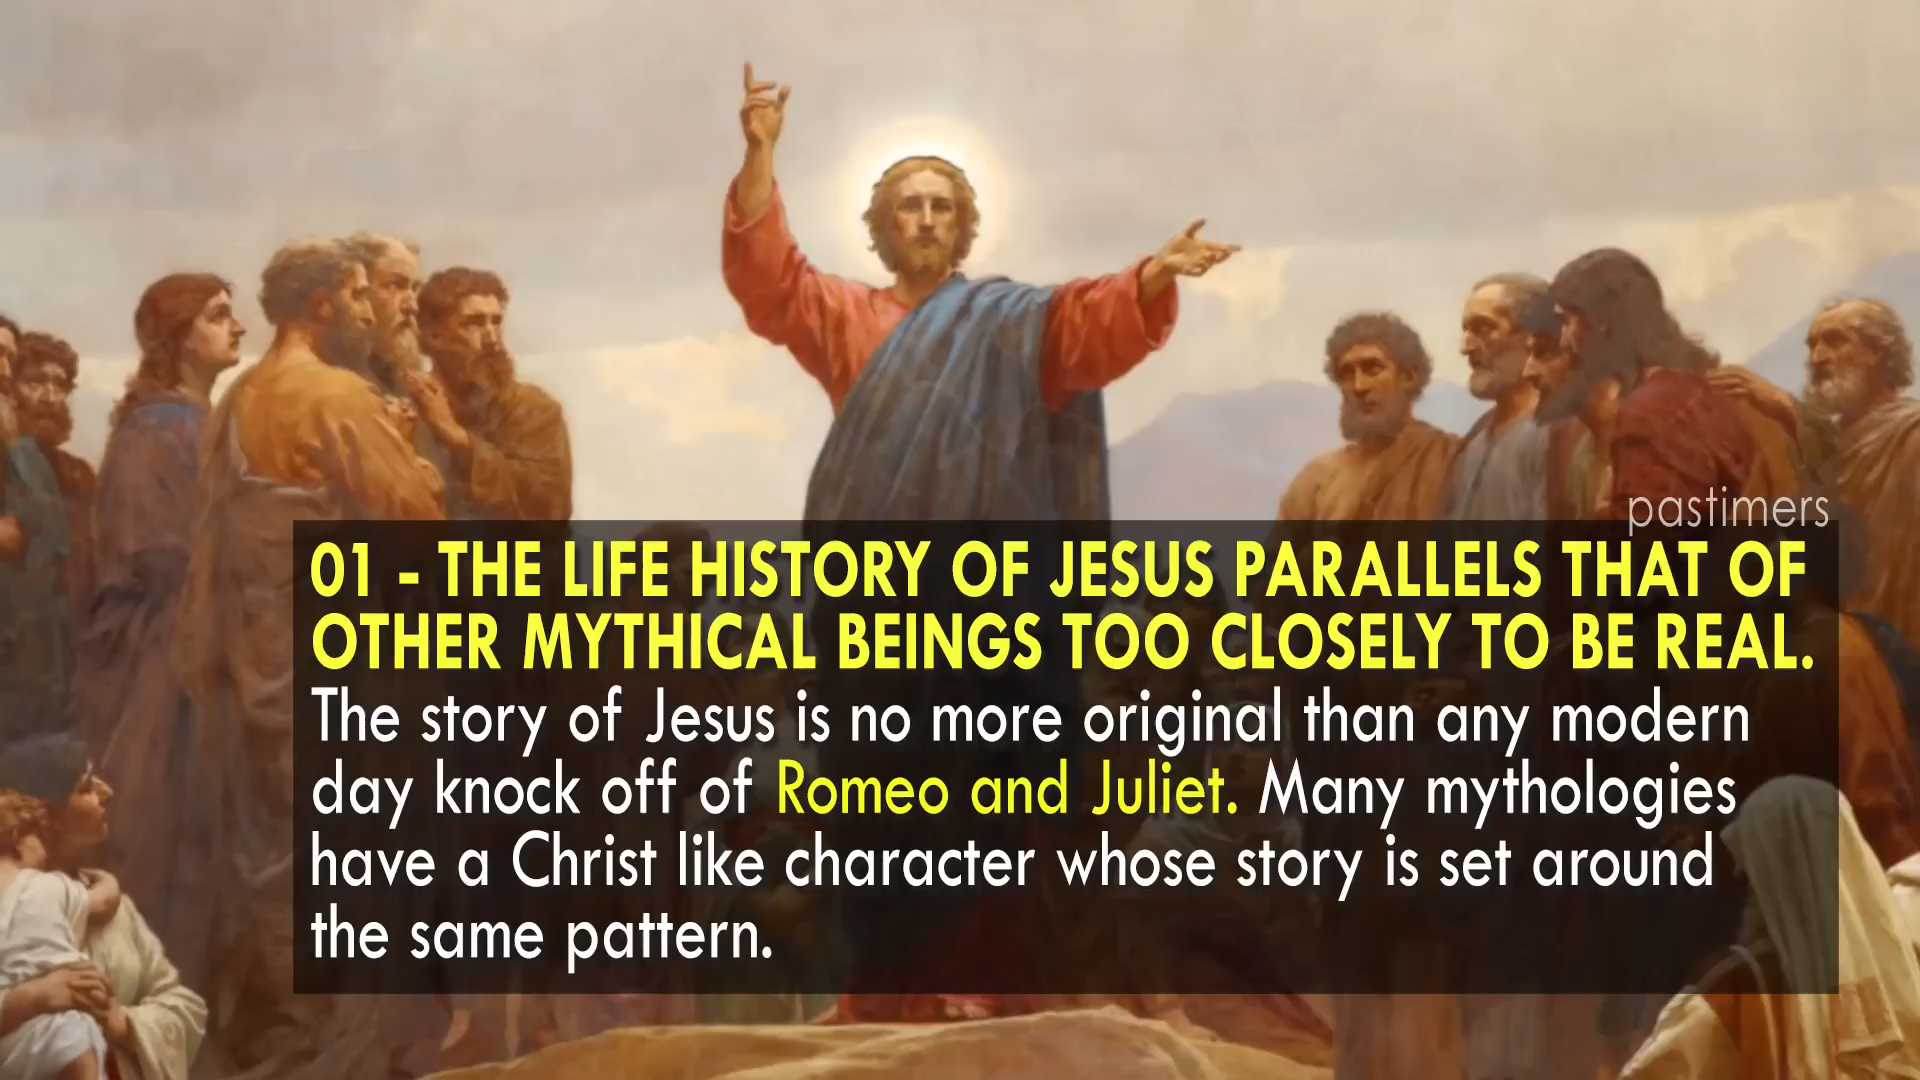 pastimers
01 - THE LIFE HISTORY OF JESUS PARALLELS THAT OF
OTHER MYTHICAL BEINGS TOO CLOSELY TO BE REAL.
The story of Jesus is no more original than any modern
day knock off of Romeo and Juliet. Many mythologies
have a Christ like character whose story is set around
the same pattern.